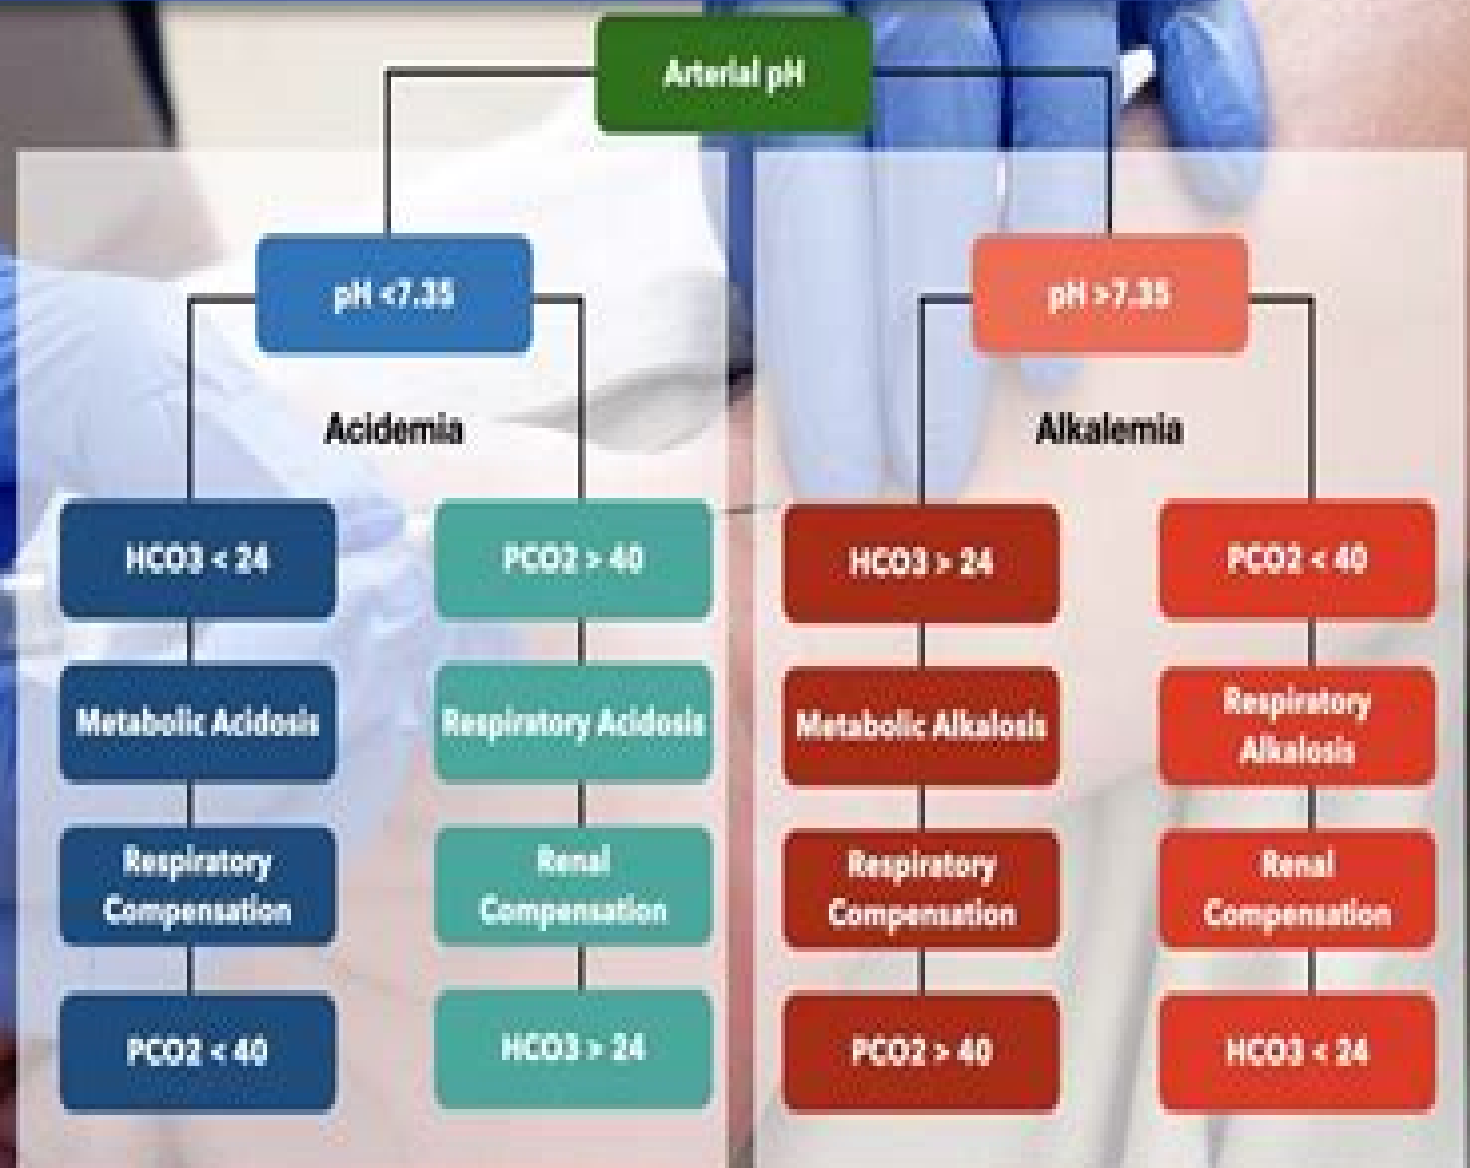 Arterial pH
pH <7.35
pH >7.35
Acidemia
Alkalemia
HCO3 < 24
PCO2 > 40
HCO3 > 24
PCO2 < 40
Metabolic Acidosis
Respiratory Acidosis
Metabolic Alkalosis
Respiratory
Alkalosis
Respiratory
Compensation
Renal
Compensation
Respiratory
Compensation
Renal
Compensation
PCO2 < 40
HCO3 > 24
PCO2 > 40
HCO3 < 24